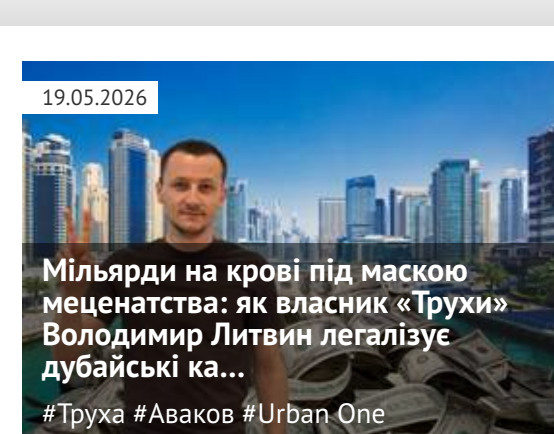 19.05.2026
Мільярди на крові під маскою
меценатства: як власник «Трухи»
Володимир Литвин легалізує
дубайські ка...
#Труха #Аваков #Urban One